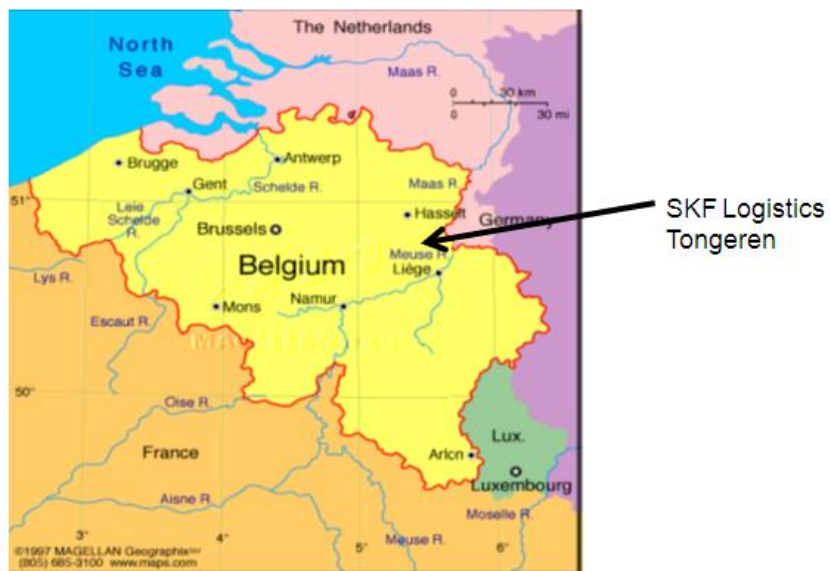 The Netherlands
North
Sea
Maas R.
0 30 km
0 30 mi
Brugge
Antwerp
Gent
Schelde R.
Maas R.
51°
Leie
Schelde
R.
Hasselt
Germany
SKF Logistics
Tongeren
Brussels
Meuse R.
Belgium
Liège
Lys R.
Mons
Namur
Escaut R.
50°
Oise R.
Lux.
France
Arlon
Luxembourg
Aisne R.
Moselle R.
Meuse R.
3°
4°
5°
6°
©1997 MAGELLAN Geographix
(805) 685-3100 www.maps.com